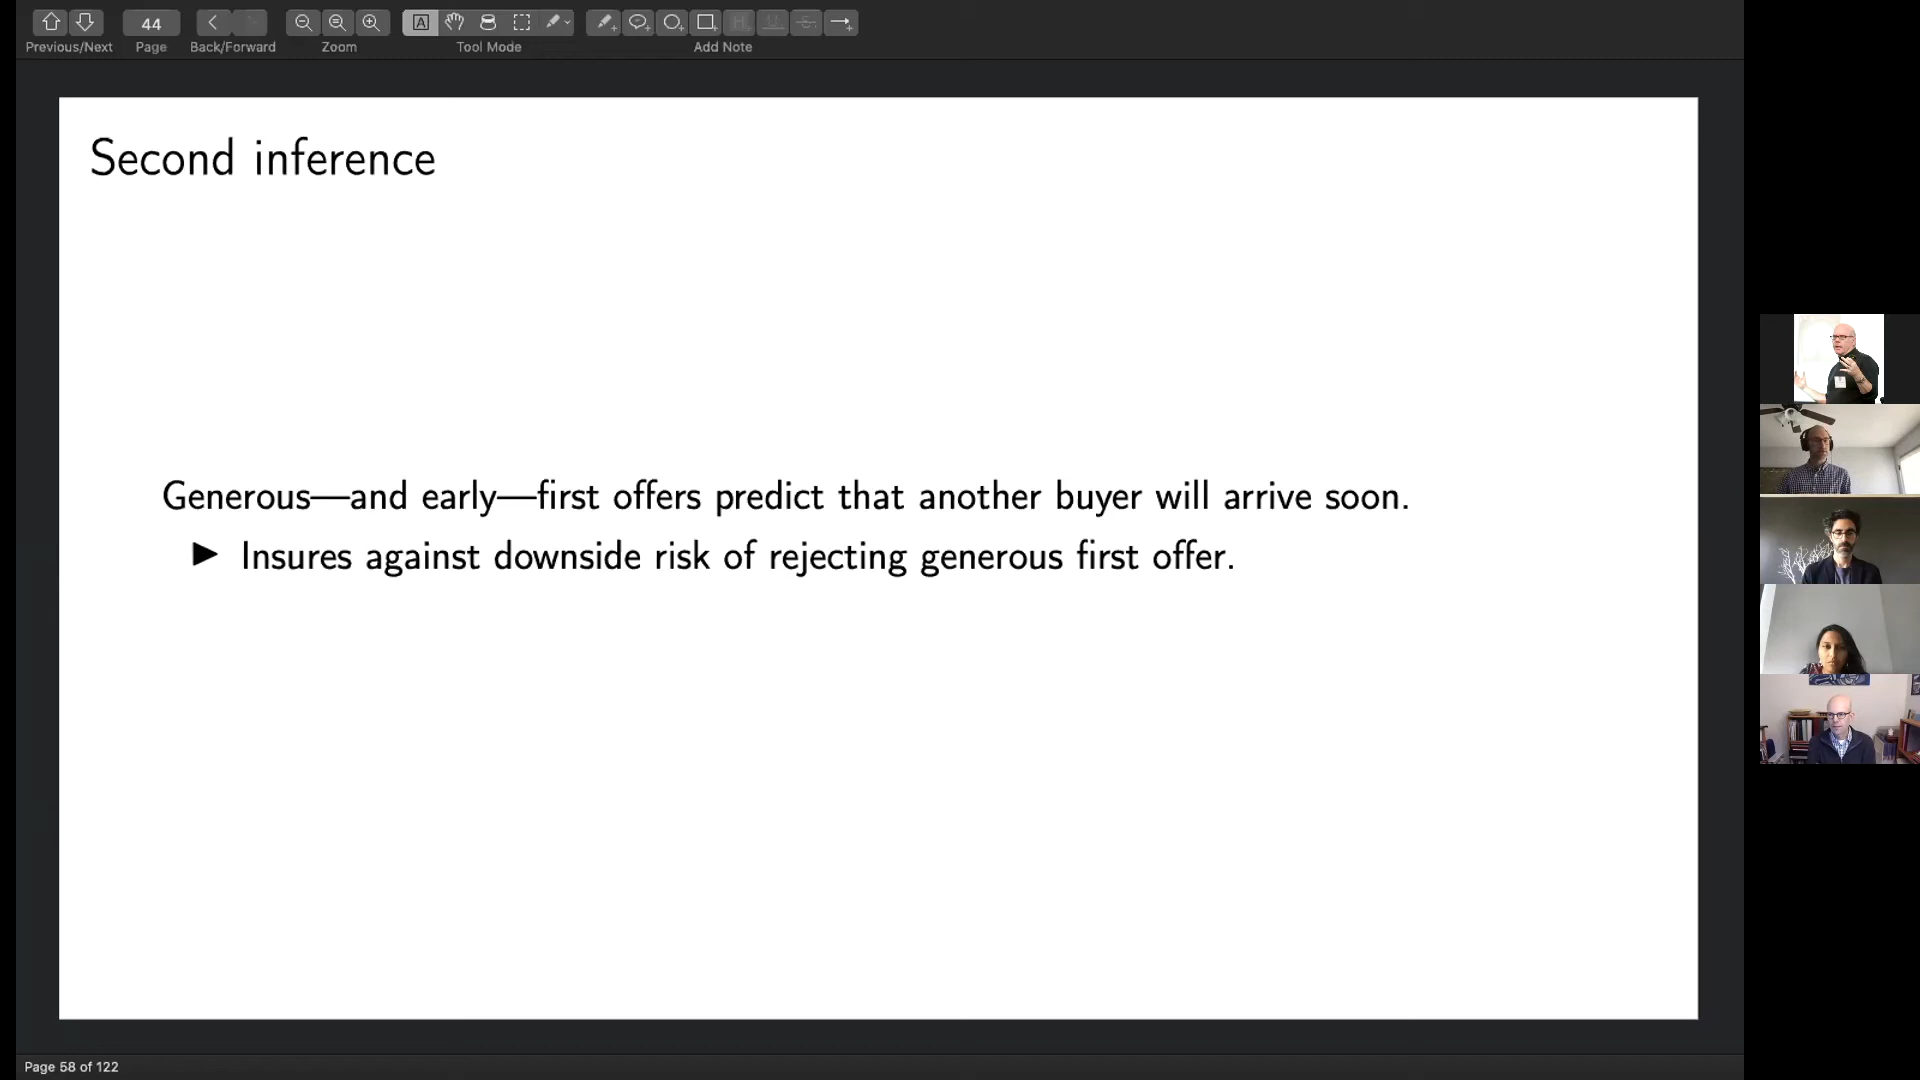 44
Previous/Next
Page
Back/Forward
Zoom
Tool Mode
Add Note
Second inference
Generous—and early—first offers predict that another buyer will arrive soon.
▶ Insures against downside risk of rejecting generous first offer.
Page 58 of 122